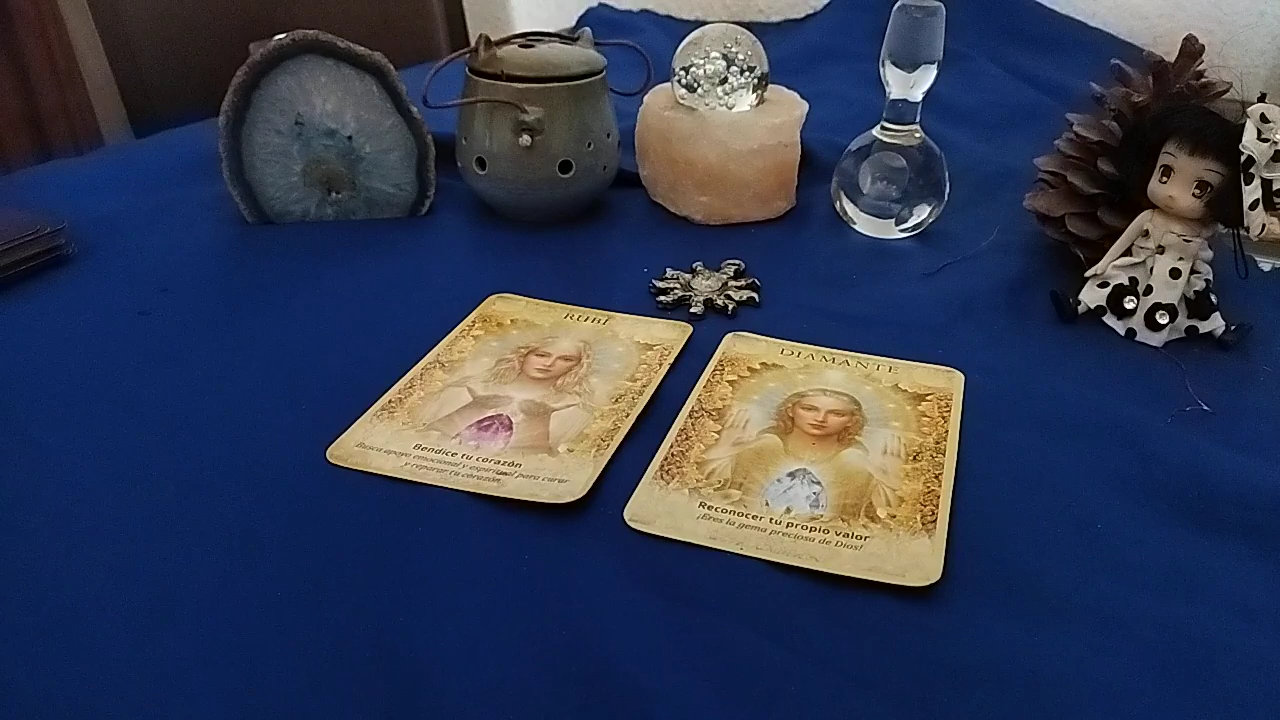 RUBÍ
Bendice tu corazón
Busca apoyo emocional y espiritual para curar
y reparar tu corazón.
DIAMANTE
Reconocer tu propio valor
¡Eres la gema preciosa de Dios!